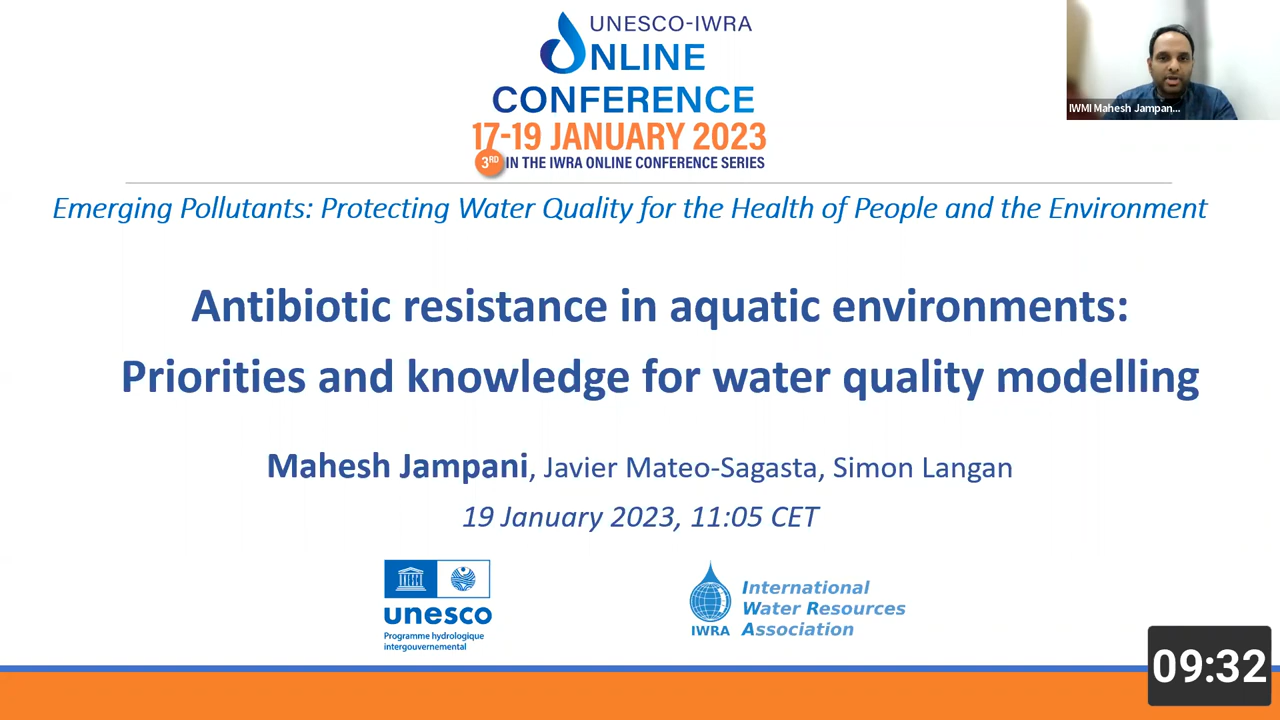 UNESCO-IWRA
ONLINE
CONFERENCE
17-19 JANUARY 2023
3RD IN THE IWRA ONLINE CONFERENCE SERIES
IWMI Mahesh Jampan...
Emerging Pollutants: Protecting Water Quality for the Health of People and the Environment
Antibiotic resistance in aquatic environments:
Priorities and knowledge for water quality modelling
Mahesh Jampani, Javier Mateo-Sagasta, Simon Langan
19 January 2023, 11:05 CET
unesco
Programme hydrologique
intergouvernemental
IWRA
International
Water Resources
Association
09:32